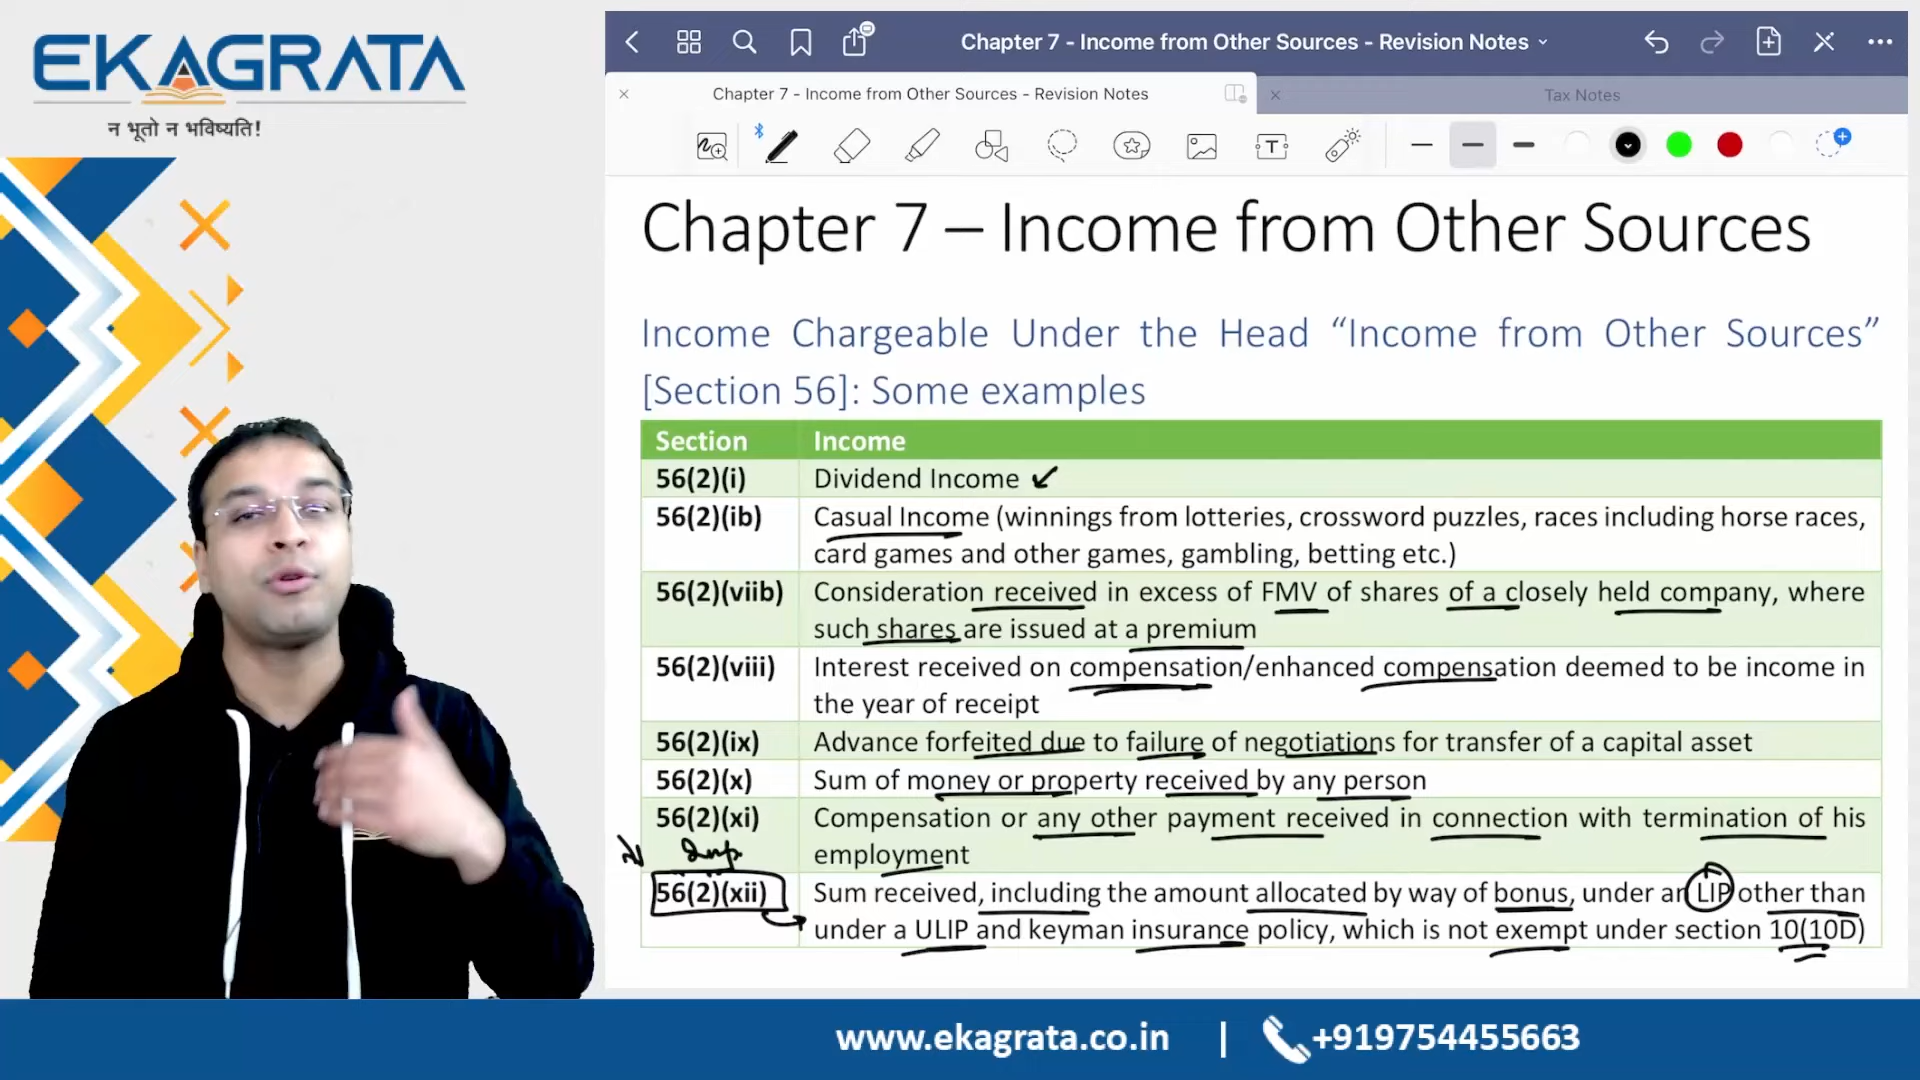 EKAGRATA
न भूतो न भविष्यति!
Chapter 7 - Income from Other Sources - Revision Notes
Chapter 7 - Income from Other Sources - Revision Notes
Tax Notes
Chapter 7 – Income from Other Sources
Income Chargeable Under the Head “Income from Other Sources”
[Section 56]: Some examples
Section Income
56(2)(i) Dividend Income
56(2)(ib) Casual Income (winnings from lotteries, crossword puzzles, races including horse races,
card games and other games, gambling, betting etc.)
56(2)(viib) Consideration received in excess of FMV of shares of a closely held company, where
such shares are issued at a premium
56(2)(viii) Interest received on compensation/enhanced compensation deemed to be income in
the year of receipt
56(2)(ix) Advance forfeited due to failure of negotiations for transfer of a capital asset
56(2)(x) Sum of money or property received by any person
56(2)(xi) Compensation or any other payment received in connection with termination of his
employment
Imp
56(2)(xii) Sum received, including the amount allocated by way of bonus, under an LIP other than
under a ULIP and keyman insurance policy, which is not exempt under section 10(10D)
www.ekagrata.co.in | +919754455663